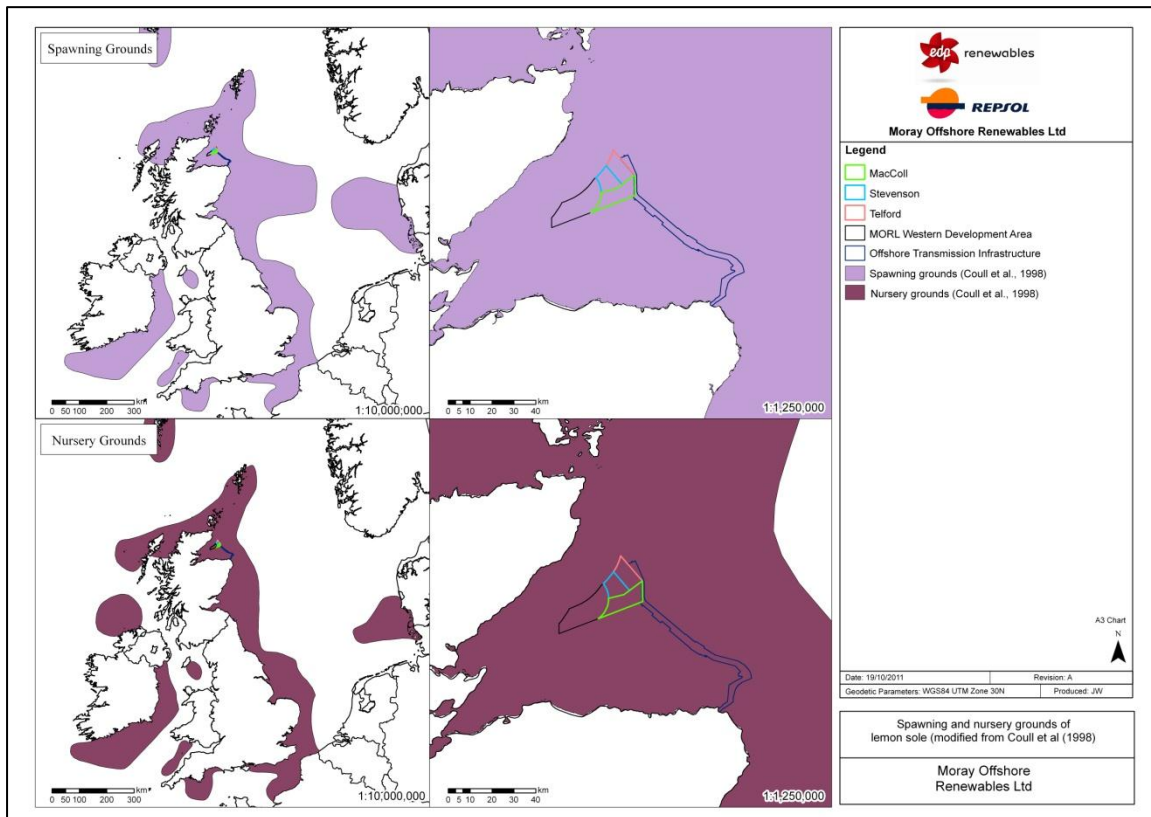 Spawning Grounds
km
0 50 100 200 300
1:10,000,000
km
0 5 10 20 30 40
1:1,250,000
Nursery Grounds
km
0 50 100 200 300
1:10,000,000
km
0 5 10 20 30 40
1:1,250,000
edp renewables
REPSOL
Moray Offshore Renewables Ltd
Legend
MacColl
Stevenson
Telford
MORL Western Development Area
Offshore Transmission Infrastructure
Spawning grounds (Coull et al., 1998)
Nursery grounds (Coull et al., 1998)
A3 Chart
N
Date: 19/10/2011 Revision: A
Geodetic Parameters: WGS84 UTM Zone 30N Produced: JW
Spawning and nursery grounds of
lemon sole (modified from Coull et al (1998)
Moray Offshore
Renewables Ltd